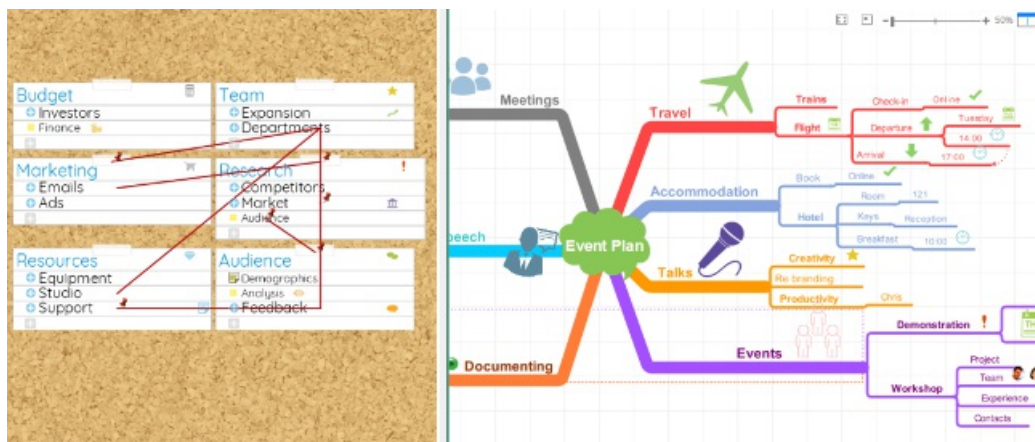 Budget
Investors
Finance
Team
Expansion
Departments
Marketing
Emails
Ads
Research
Competitors
Market
Audience
Resources
Equipment
Studio
Support
Audience
Demographics
Analysis
Feedback
50%
Meetings
peech
Documenting
Event Plan
Travel
Trains
Flight
Check-in
Online
Departure
Tuesday
14:00
Arrival
17:00
Accommodation
Book
Online
Hotel
Room
121
Keys
Reception
Breakfast
10:00
Talks
Creativity
Re branding
Productivity
Chris
Events
Demonstration
TH
Workshop
Project
Team
Experience
Contacts